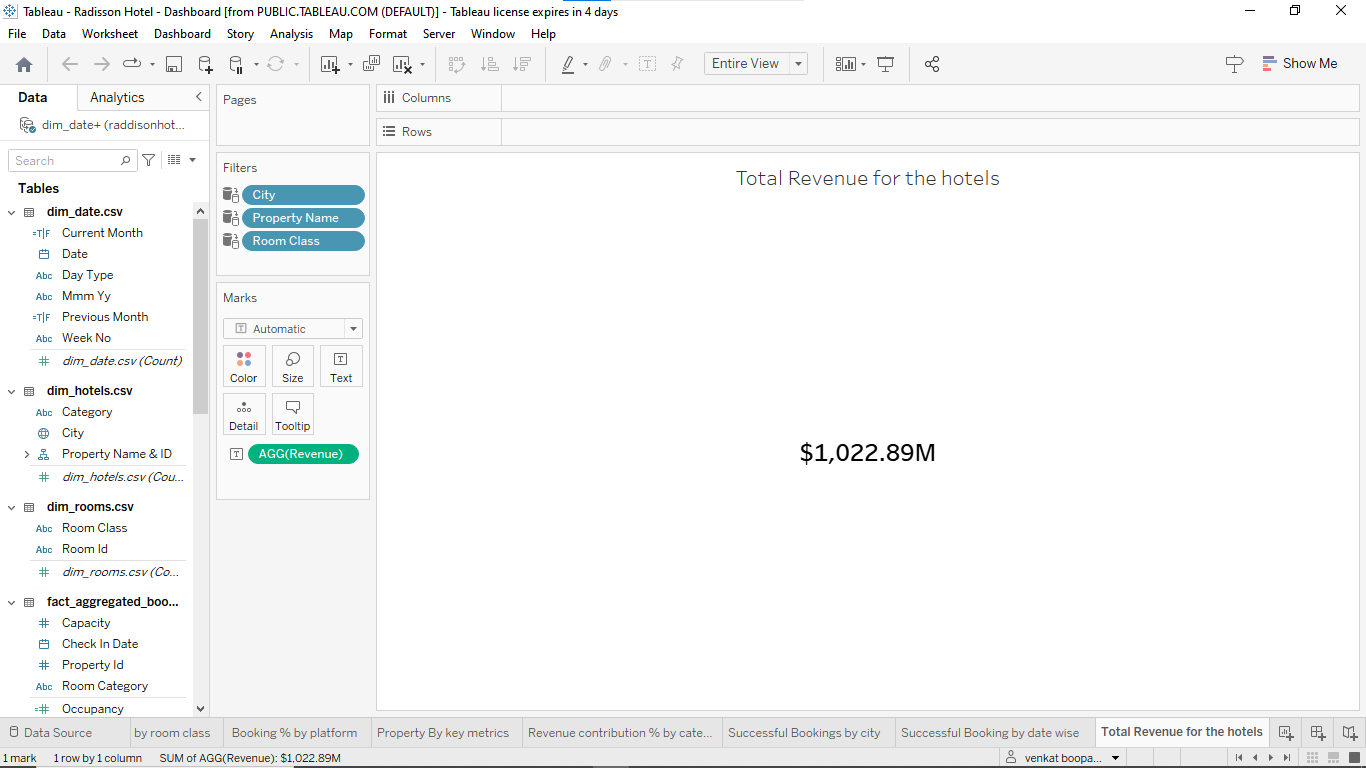 Tableau - Radisson Hotel - Dashboard [from PUBLIC.TABLEAU.COM (DEFAULT)] - Tableau license expires in 4 days
File Data Worksheet Dashboard Story Analysis Map Format Server Window Help
Entire View
Show Me
Data Analytics
dim_date+ (raddisonhot...
Search
Tables
dim_date.csv
=T|F Current Month
Date
Abc Day Type
Abc Mmm Yy
=T|F Previous Month
Abc Week No
dim_date.csv (Count)
dim_hotels.csv
Abc Category
City
Property Name & ID
dim_hotels.csv (Cou...
dim_rooms.csv
Abc Room Class
Abc Room Id
dim_rooms.csv (Co...
fact_aggregated_boo...
Capacity
Check In Date
Property Id
Abc Room Category
Occupancy
Pages
Filters
City
Property Name
Room Class
Marks
Automatic
Color Size Text
Detail Tooltip
AGG(Revenue)
Columns
Rows
Total Revenue for the hotels
$1,022.89M
Data Source by room class Booking % by platform Property By key metrics Revenue contribution % by cate... Successful Bookings by city Successful Booking by date wise Total Revenue for the hotels
1 mark 1 row by 1 column SUM of AGG(Revenue): $1,022.89M venkat boopa...